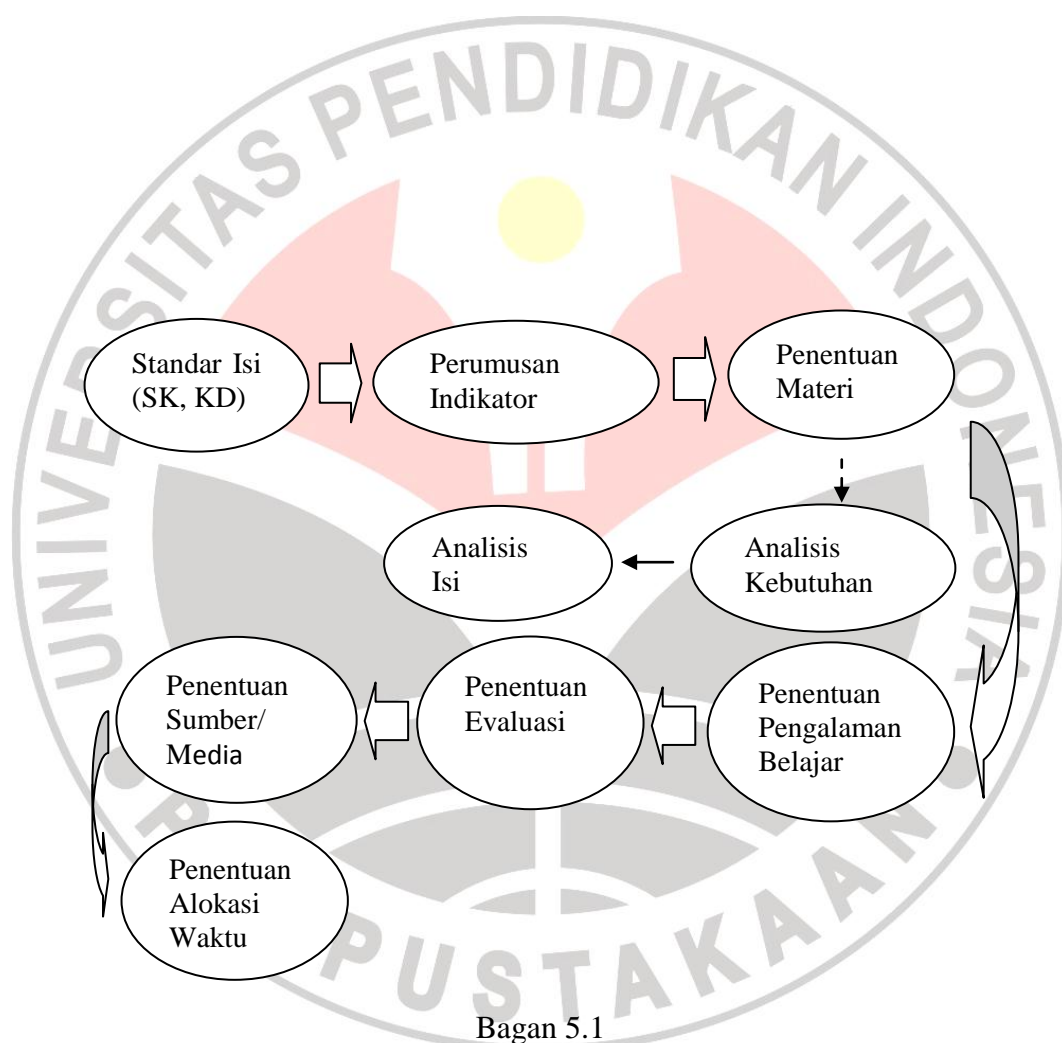 UNIVERSITAS PENDIDIKAN INDONESIA
Standar Isi
(SK, KD)
Perumusan
Indikator
Penentuan
Materi
Analisis
Isi
Analisis
Kebutuhan
Penentuan
Sumber/
Media
Penentuan
Evaluasi
Penentuan
Pengalaman
Belajar
Penentuan
Alokasi
Waktu
PUSTAKAAN
Bagan 5.1